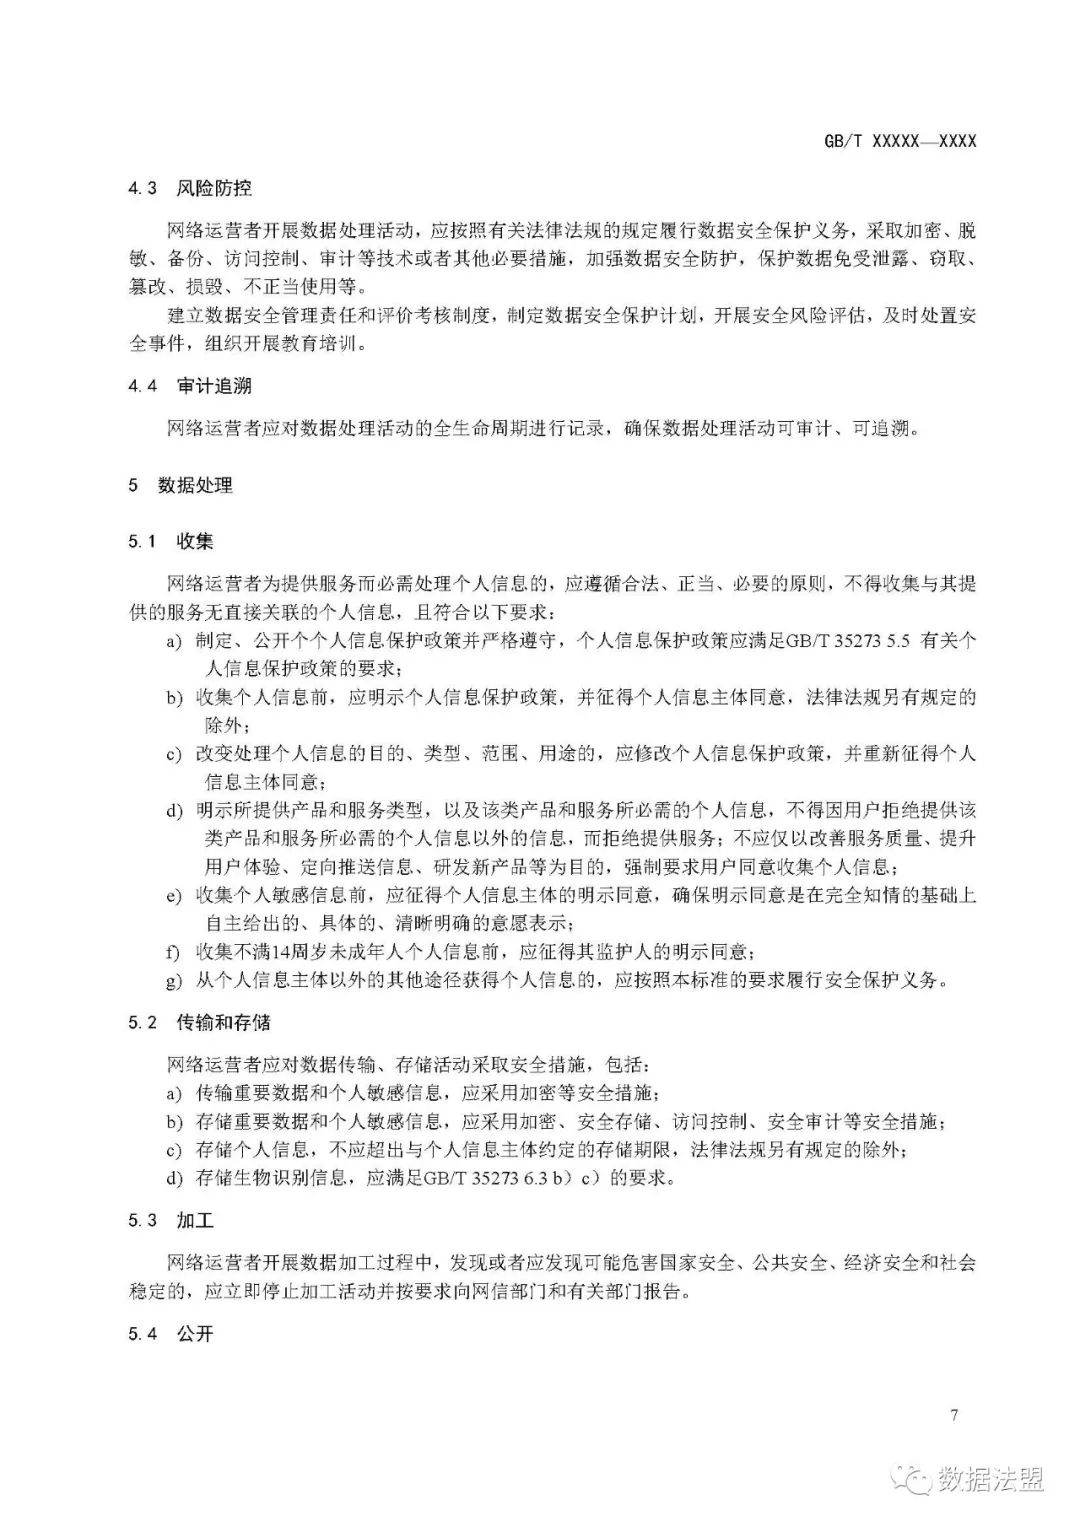 GB/T XXXXX—XXXX
4.3 风险防控
网络运营者开展数据处理活动，应按照有关法律法规的规定履行数据安全保护义务，采取加密、脱
敏、备份、访问控制、审计等技术或者其他必要措施，加强数据安全防护，保护数据免受泄露、窃取、
篡改、损毁、不正当使用等。
建立数据安全管理责任和评价考核制度，制定数据安全保护计划，开展安全风险评估，及时处置安
全事件，组织开展教育培训。
4.4 审计追溯
网络运营者应对数据处理活动的全生命周期进行记录，确保数据处理活动可审计、可追溯。
5 数据处理
5.1 收集
网络运营者为提供服务而必需处理个人信息的，应遵循合法、正当、必要的原则，不得收集与其提
供的服务无直接关联的个人信息，且符合以下要求：
a) 制定、公开个个人信息保护政策并严格遵守，个人信息保护政策应满足GB/T 35273 5.5 有关个
人信息保护政策的要求；
b) 收集个人信息前，应明示个人信息保护政策，并征得个人信息主体同意，法律法规另有规定的
除外；
c) 改变处理个人信息的目的、类型、范围、用途的，应修改个人信息保护政策，并重新征得个人
信息主体同意；
d) 明示所提供产品和服务类型，以及该类产品和服务所必需的个人信息，不得因用户拒绝提供该
类产品和服务所必需的个人信息以外的信息，而拒绝提供服务；不应仅以改善服务质量、提升
用户体验、定向推送信息、研发新产品等为目的，强制要求用户同意收集个人信息；
e) 收集个人敏感信息前，应征得个人信息主体的明示同意，确保明示同意是在完全知情的基础上
自主给出的、具体的、清晰明确的意愿表示；
f) 收集不满14周岁未成年人个人信息前，应征得其监护人的明示同意；
g) 从个人信息主体以外的其他途径获得个人信息的，应按照本标准的要求履行安全保护义务。
5.2 传输和存储
网络运营者应对数据传输、存储活动采取安全措施，包括：
a) 传输重要数据和个人敏感信息，应采用加密等安全措施；
b) 存储重要数据和个人敏感信息，应采用加密、安全存储、访问控制、安全审计等安全措施；
c) 存储个人信息，不应超出与个人信息主体约定的存储期限，法律法规另有规定的除外；
d) 存储生物识别信息，应满足GB/T 35273 6.3 b）c）的要求。
5.3 加工
网络运营者开展数据加工过程中，发现或者应发现可能危害国家安全、公共安全、经济安全和社会
稳定的，应立即停止加工活动并按要求向网信部门和有关部门报告。
5.4 公开
7
数据法盟